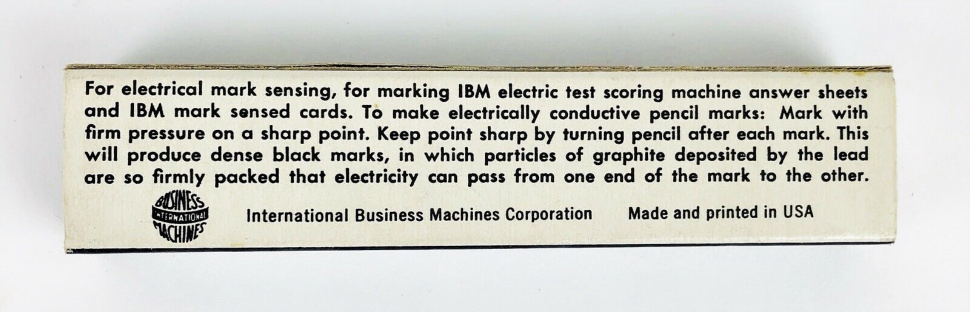 For electrical mark sensing, for marking IBM electric test scoring machine answer sheets
and IBM mark sensed cards. To make electrically conductive pencil marks: Mark with
firm pressure on a sharp point. Keep point sharp by turning pencil after each mark. This
will produce dense black marks, in which particles of graphite deposited by the lead
are so firmly packed that electricity can pass from one end of the mark to the other.
BUSINESS
INTERNATIONAL
MACHINES
International Business Machines Corporation Made and printed in USA